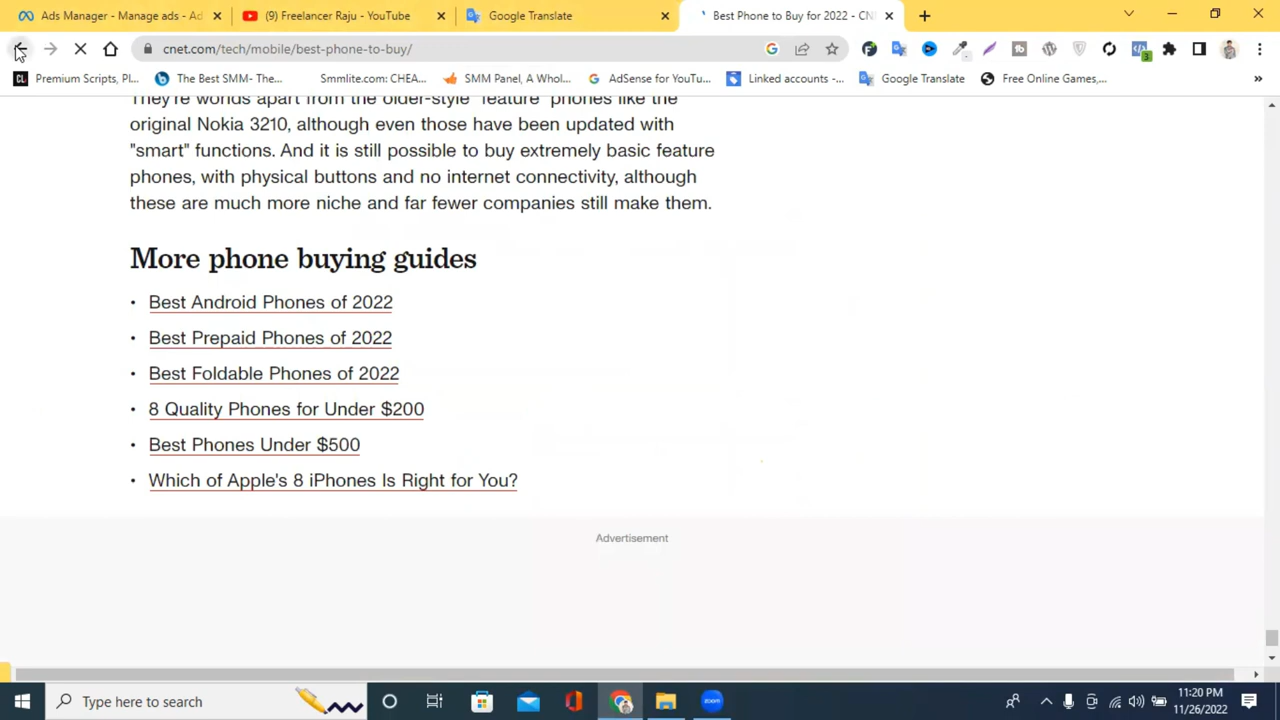 Ads Manager - Manage ads - Ad
(9) Freelancer Raju - YouTube
Google Translate
Best Phone to Buy for 2022 - CN
cnet.com/tech/mobile/best-phone-to-buy/
3
CL Premium Scripts, Pl...
The Best SMM- The...
Smmlite.com: CHEA...
SMM Panel, A Whol...
AdSense for YouTu...
Linked accounts -...
Google Translate
Free Online Games,...
»
They're worlds apart from the older-style "feature" phones like the
original Nokia 3210, although even those have been updated with
"smart" functions. And it is still possible to buy extremely basic feature
phones, with physical buttons and no internet connectivity, although
these are much more niche and far fewer companies still make them.
More phone buying guides
• Best Android Phones of 2022
• Best Prepaid Phones of 2022
• Best Foldable Phones of 2022
• 8 Quality Phones for Under $200
• Best Phones Under $500
• Which of Apple's 8 iPhones Is Right for You?
Advertisement
Type here to search
zoom
11:20 PM
11/26/2022